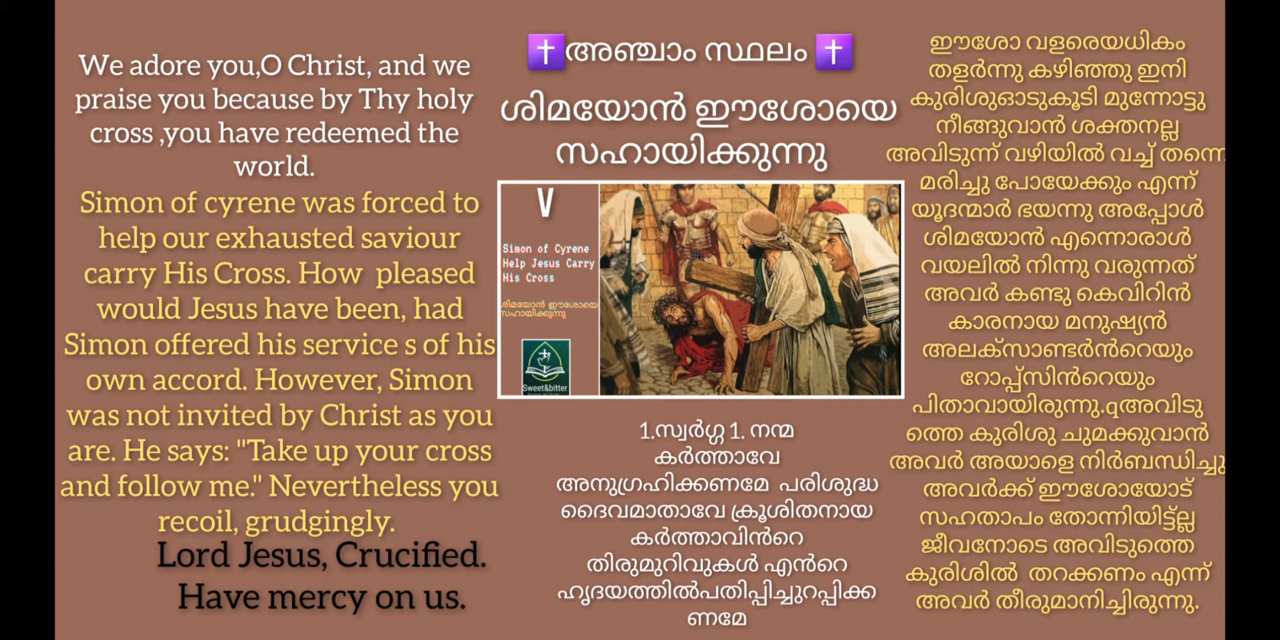 We adore you,O Christ, and we
praise you because by Thy holy
cross ,you have redeemed the
world.
Simon of cyrene was forced to
help our exhausted saviour
carry His Cross. How pleased
would Jesus have been, had
Simon offered his service s of his
own accord. However, Simon
was not invited by Christ as you
are. He says: "Take up your cross
and follow me." Nevertheless you
recoil, grudgingly.
Lord Jesus, Crucified.
Have mercy on us.
✝️അഞ്ചാം സ്ഥലം ✝️
ശിമയോൻ ഈശോയെ
സഹായിക്കുന്നു
V
Simon of Cyrene
Help Jesus Carry
His Cross
ശിമയോൻ ഈശോയെ
സഹായിക്കുന്നു
Sweet&bitter
1.സ്വർഗ്ഗ 1. നന്മ
കർത്താവേ
അനുഗ്രഹിക്കണമേ പരിശുദ്ധ
ദൈവമാതാവേ ക്രൂശിതനായ
കർത്താവിൻറെ
തിരുമുറിവുകൾ എൻറെ
ഹൃദയത്തിൽപതിപ്പിച്ചുറപ്പിക്ക
ണമേ
ഈശോ വളരെയധികം
തളർന്നു കഴിഞ്ഞു ഇനി
കുരിശുഓടുകൂടി മുന്നോട്ടു
നീങ്ങുവാൻ ശക്തനല്ല
അവിടുന്ന് വഴിയിൽ വച്ച് തന്നെ
മരിച്ചു പോയേക്കും എന്ന്
യൂദന്മാർ ഭയന്നു അപ്പോൾ
ശിമയോൻ എന്നൊരാൾ
വയലിൽ നിന്നു വരുന്നത്
അവർ കണ്ടു കെവിറിൻ
കാരനായ മനുഷ്യൻ
അലക്സാണ്ടർൻറെയും
റോപ്പ്സിൻറെയും
പിതാവായിരുന്നു.qഅവിടു
ത്തെ കുരിശു ചുമക്കുവാൻ
അവർ അയാളെ നിർബന്ധിച്ചു
അവർക്ക് ഈശോയോട്
സഹതാപം തോന്നിയിട്ട്ല്ല
ജീവനോടെ അവിടുത്തെ
കുരിശിൽ തറക്കണം എന്ന്
അവർ തീരുമാനിച്ചിരുന്നു.